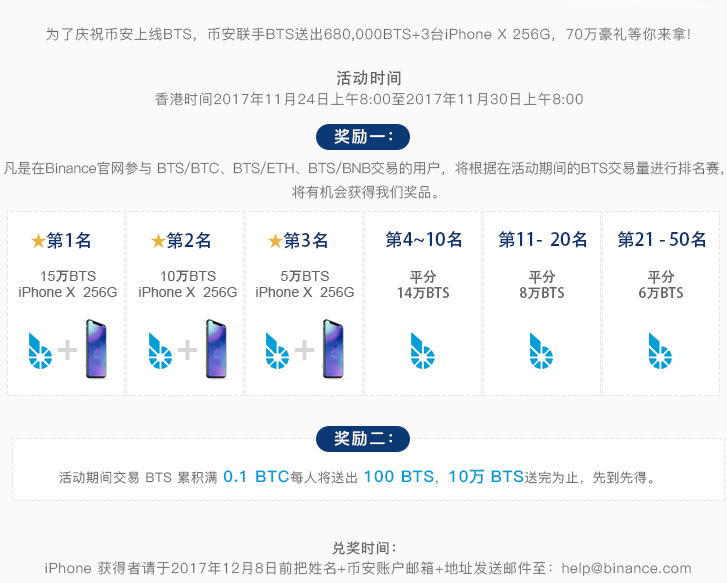 为了庆祝币安上线BTS，币安联手BTS送出680,000BTS+3台iPhone X 256G，70万豪礼等你来拿!
活动时间
香港时间2017年11月24日上午8:00至2017年11月30日上午8:00
奖励一：
凡是在Binance官网参与 BTS/BTC、BTS/ETH、BTS/BNB交易的用户，将根据在活动期间的BTS交易量进行排名赛，
将有机会获得我们奖品。
第1名
15万BTS
iPhone X 256G
第2名
10万BTS
iPhone X 256G
第3名
5万BTS
iPhone X 256G
第4~10名
平分
14万BTS
第11- 20名
平分
8万BTS
第21 - 50名
平分
6万BTS
奖励二：
活动期间交易 BTS 累积满 0.1 BTC每人将送出 100 BTS，10万 BTS送完为止，先到先得。
兑奖时间：
iPhone 获得者请于2017年12月8日前把姓名+币安账户邮箱+地址发送邮件至：help@binance.com